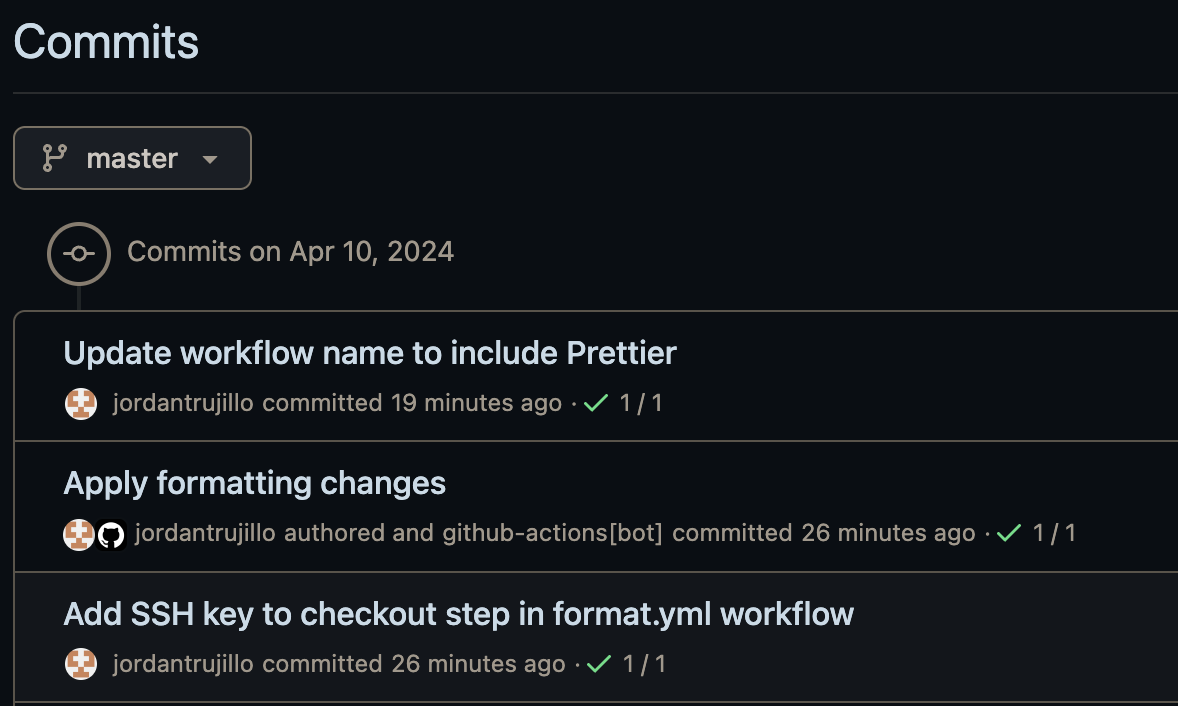 Commits
master
Commits on Apr 10, 2024
Update workflow name to include Prettier
jordantrujillo committed 19 minutes ago · ✓ 1 / 1
Apply formatting changes
jordantrujillo authored and github-actions[bot] committed 26 minutes ago · ✓ 1 / 1
Add SSH key to checkout step in format.yml workflow
jordantrujillo committed 26 minutes ago · ✓ 1 / 1